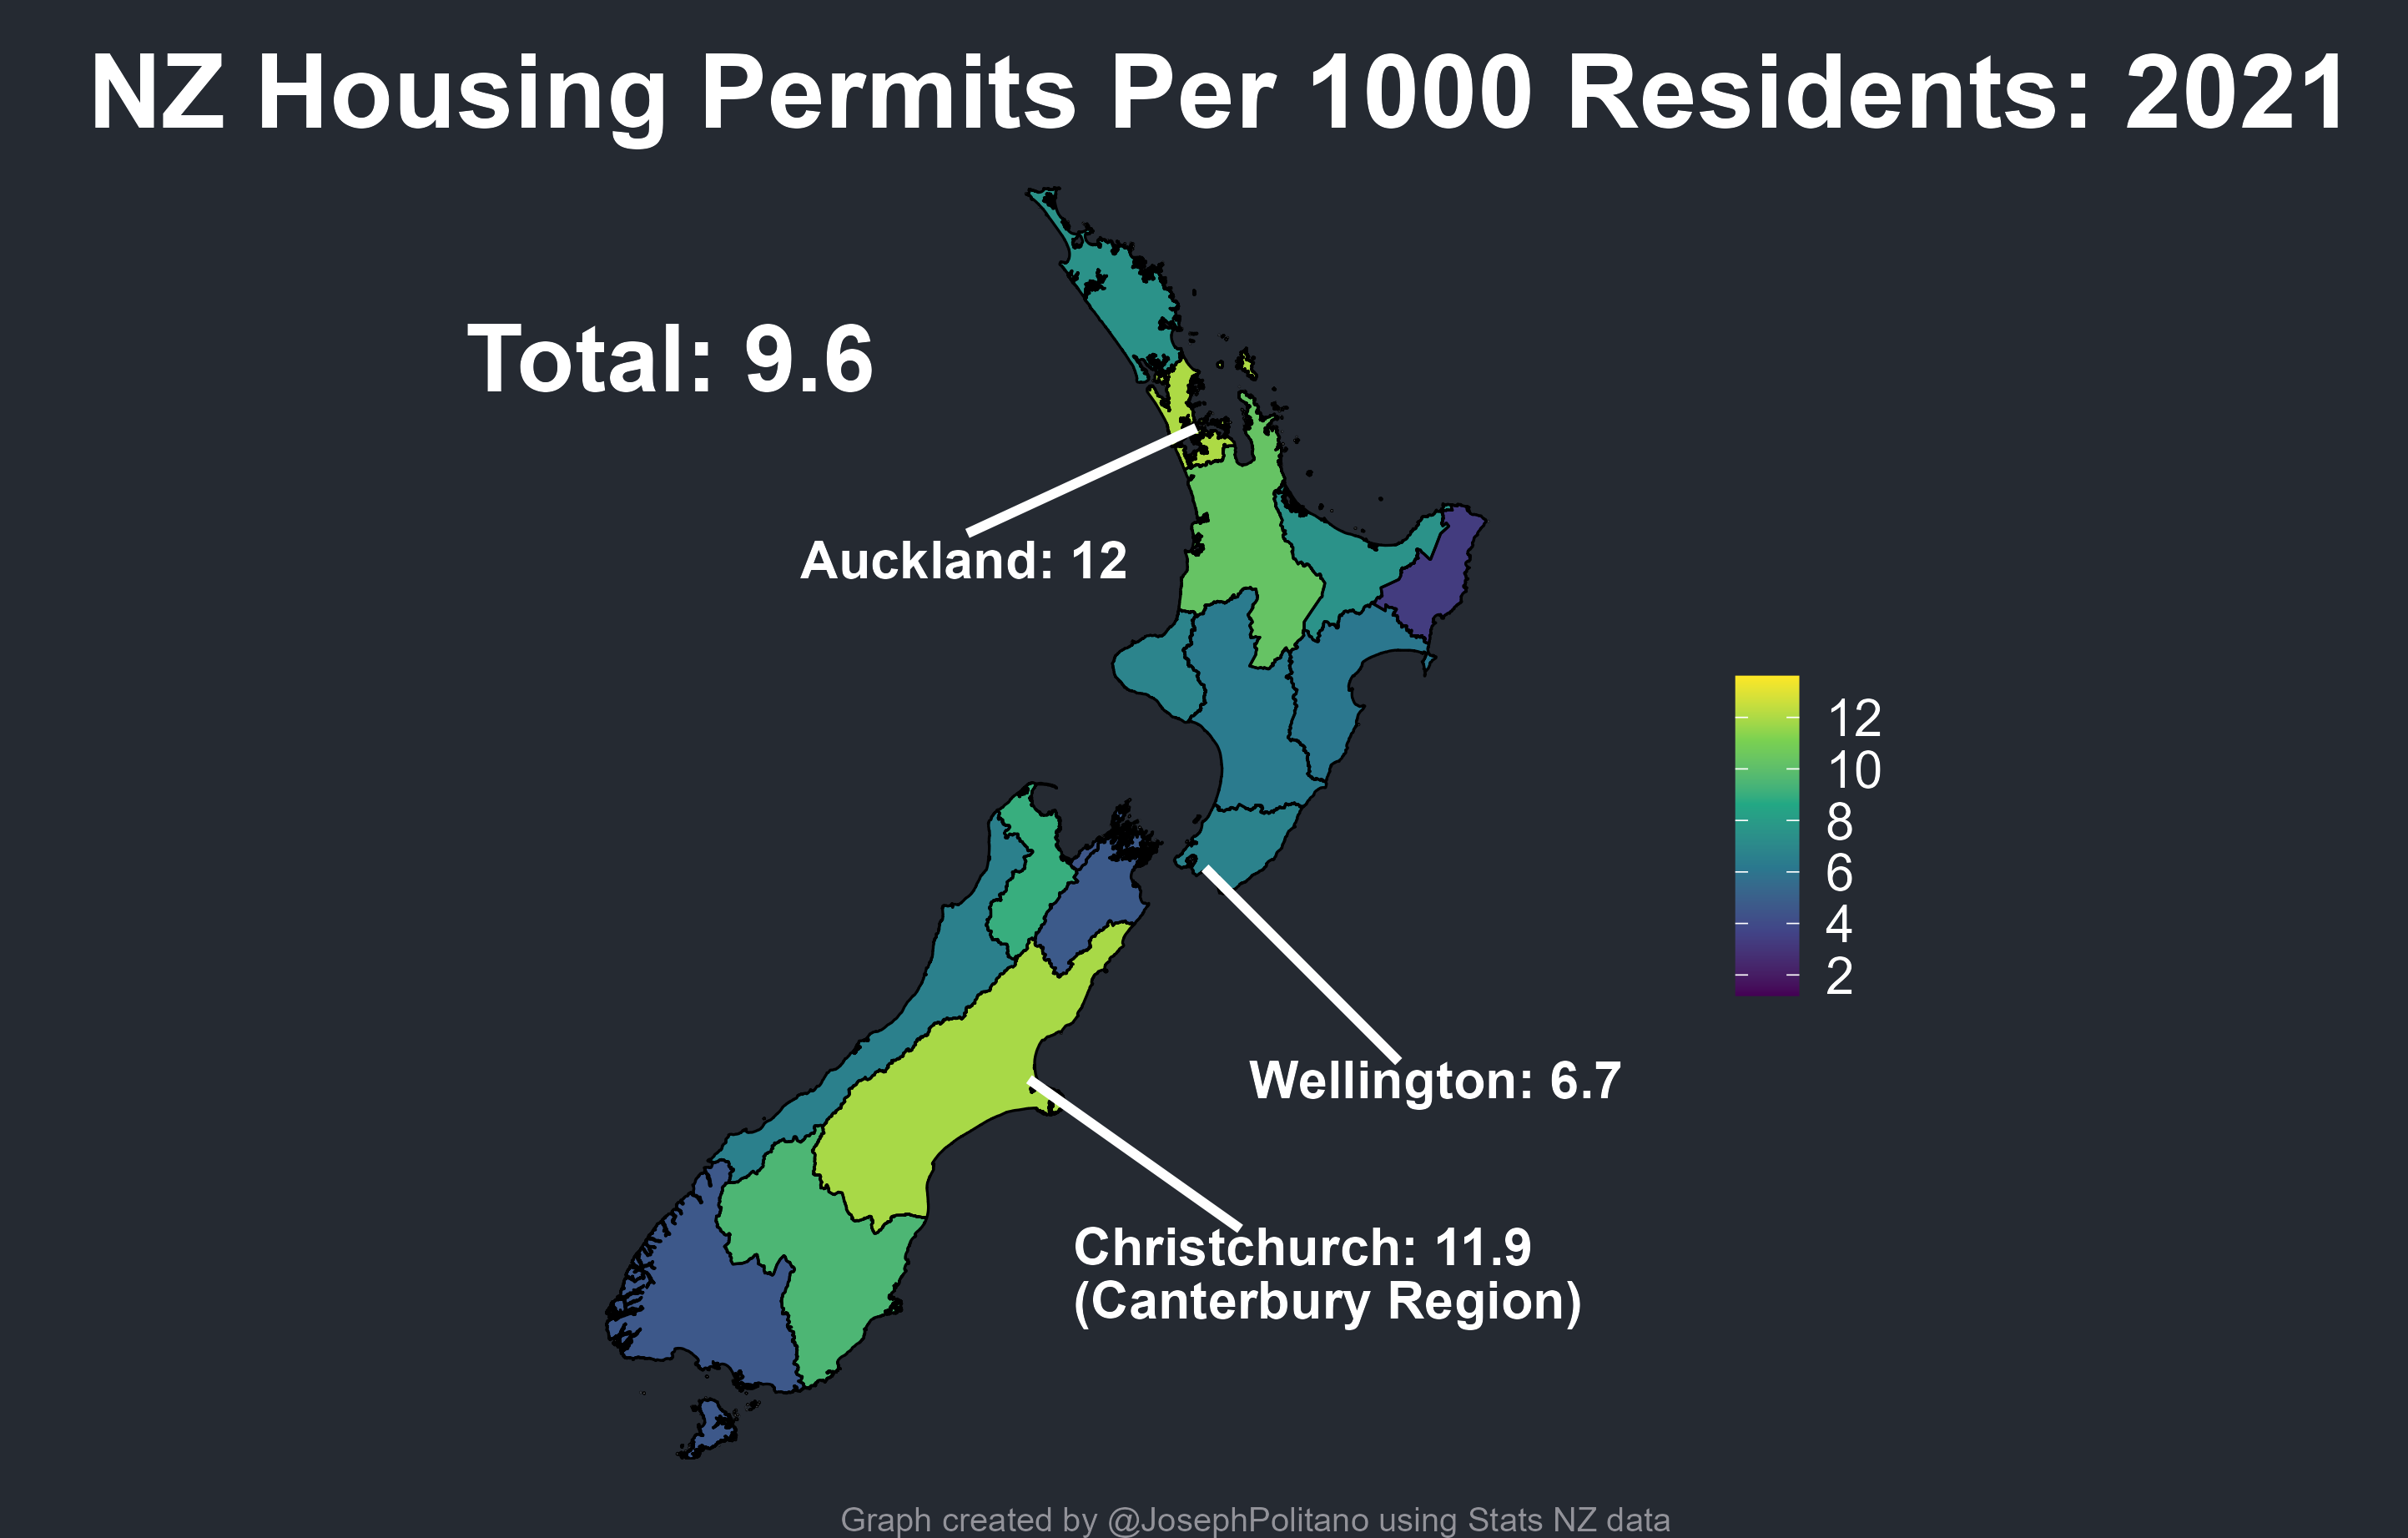 NZ Housing Permits Per 1000 Residents: 2021
Total: 9.6
Auckland: 12
12
10
8
6
4
2
Wellington: 6.7
Christchurch: 11.9
(Canterbury Region)
Graph created by @JosephPolitano using Stats NZ data